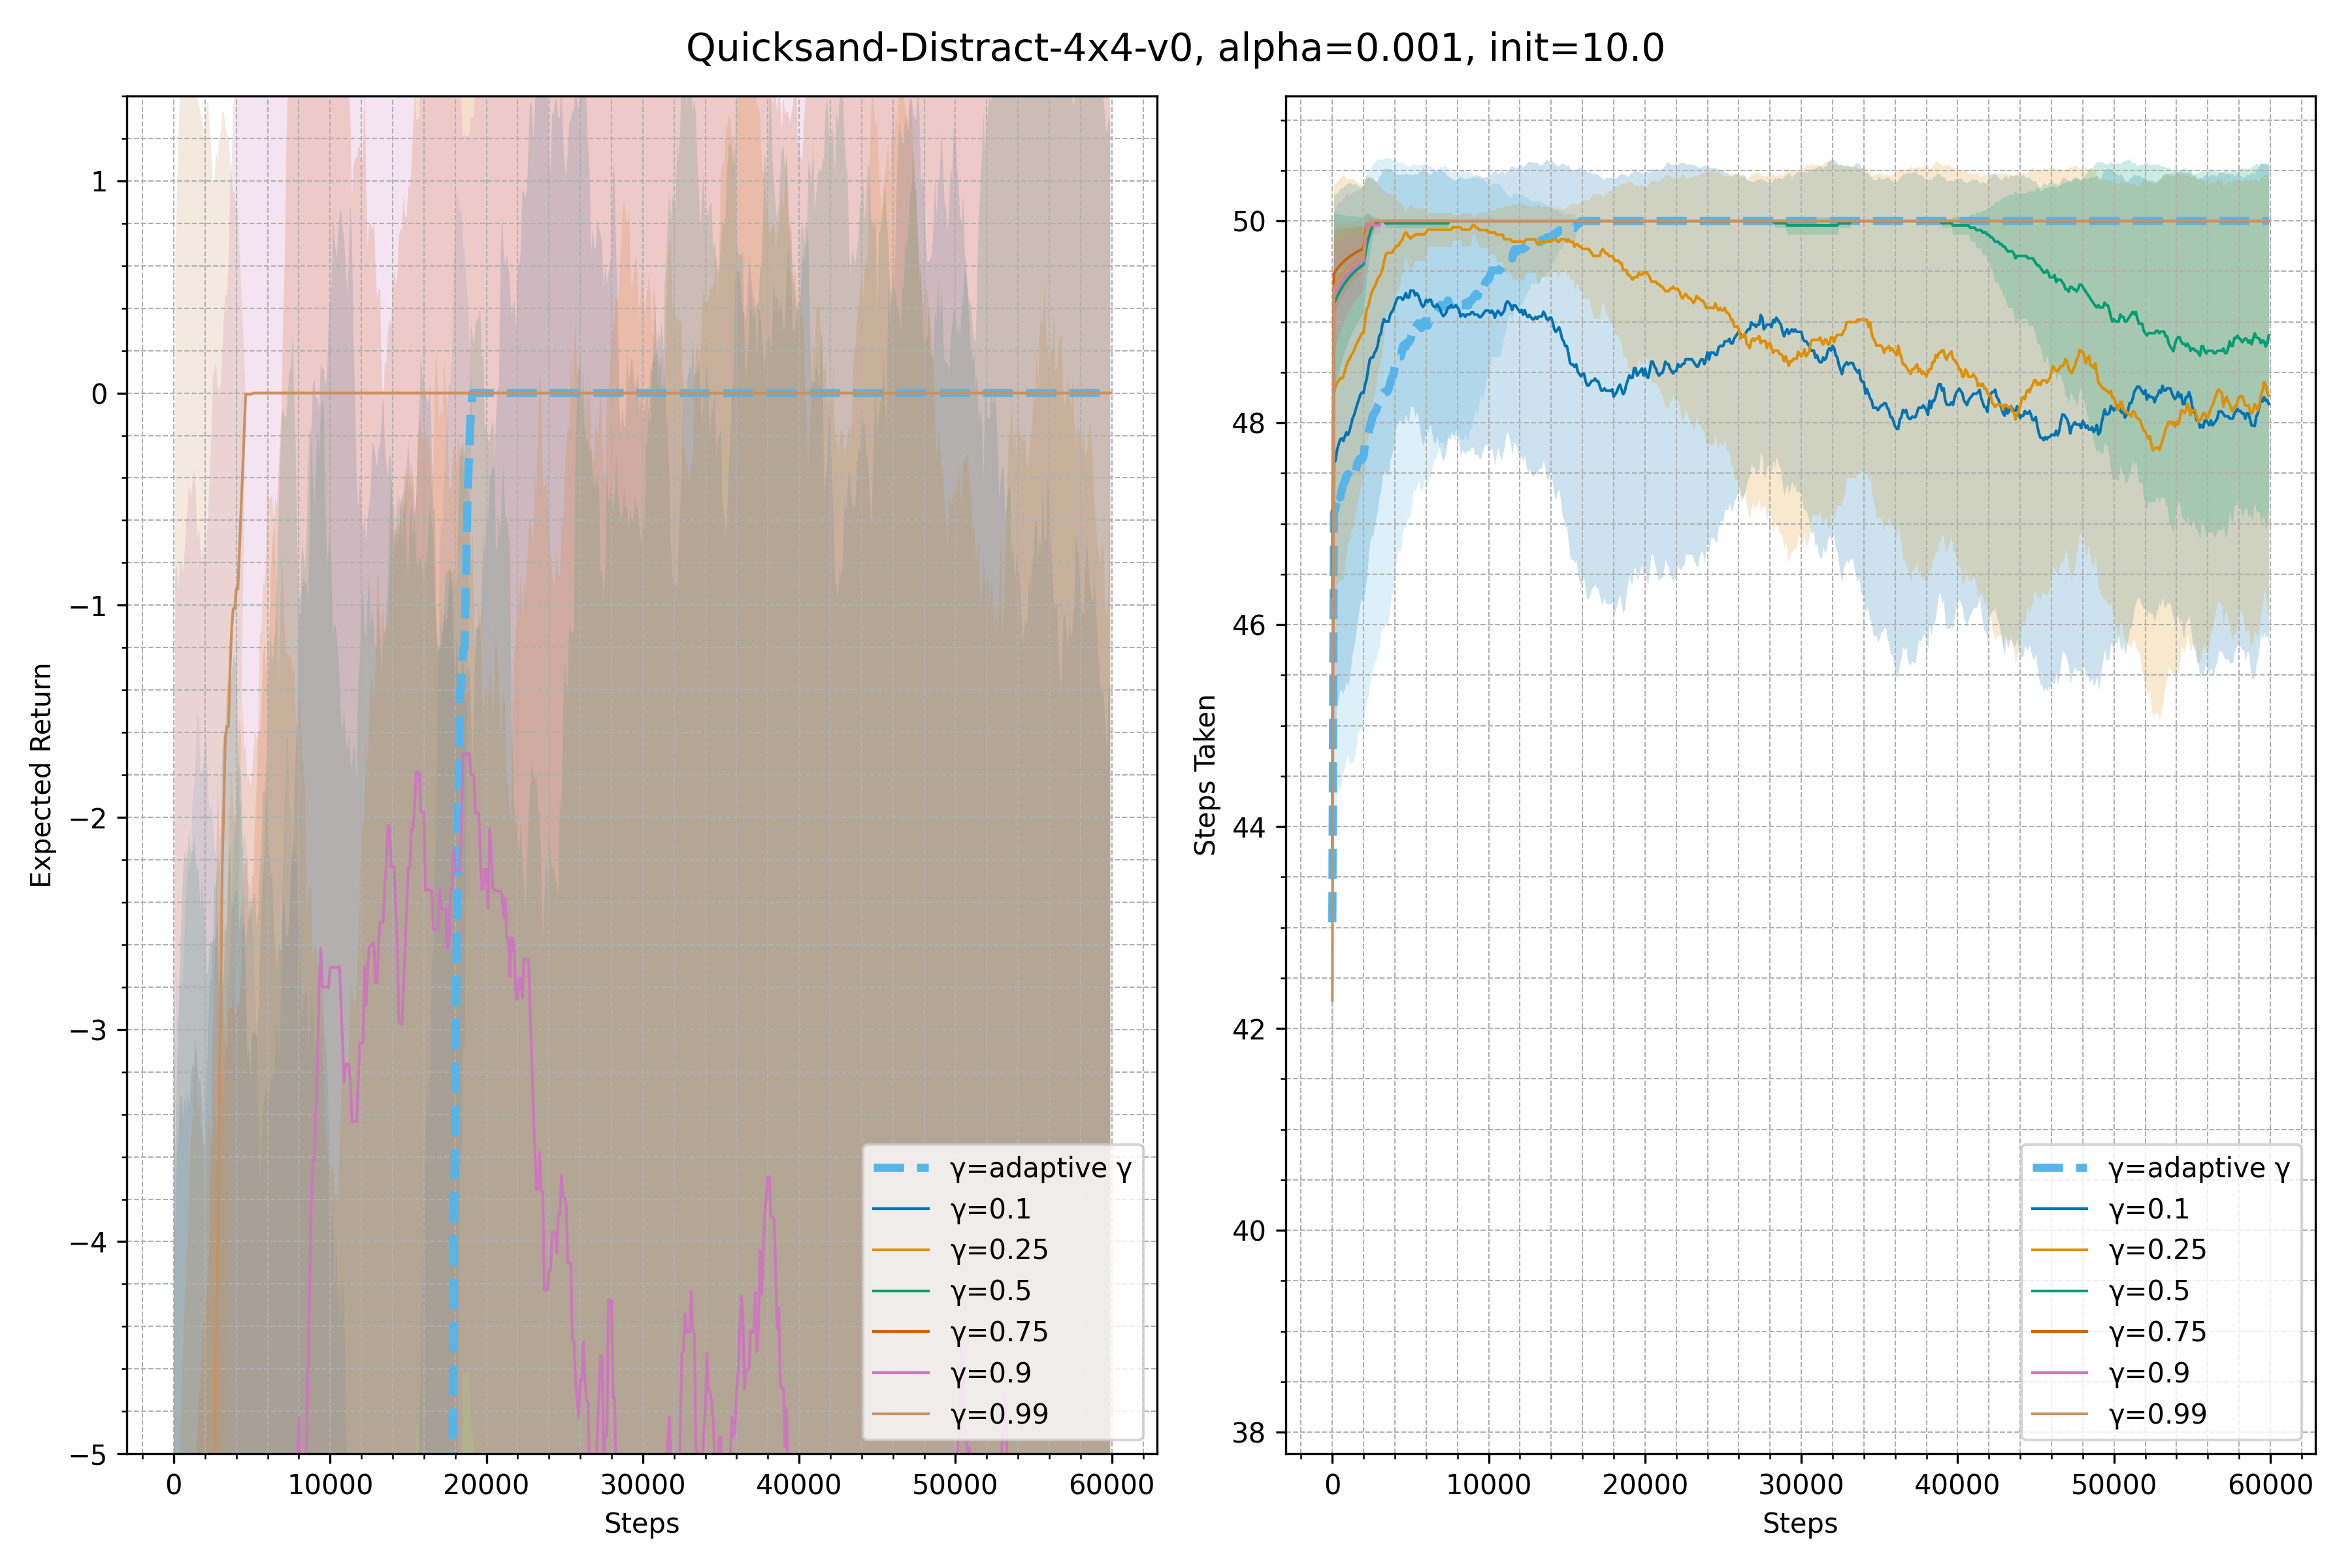 Quicksand-Distract-4x4-v0, alpha=0.001, init=10.0
1
0
−1
−2
−3
−4
−5
Expected Return
0
10000
20000
30000
40000
50000
60000
Steps
γ=adaptive γ
γ=0.1
γ=0.25
γ=0.5
γ=0.75
γ=0.9
γ=0.99
50
48
46
44
42
40
38
Steps Taken
0
10000
20000
30000
40000
50000
60000
Steps
γ=adaptive γ
γ=0.1
γ=0.25
γ=0.5
γ=0.75
γ=0.9
γ=0.99